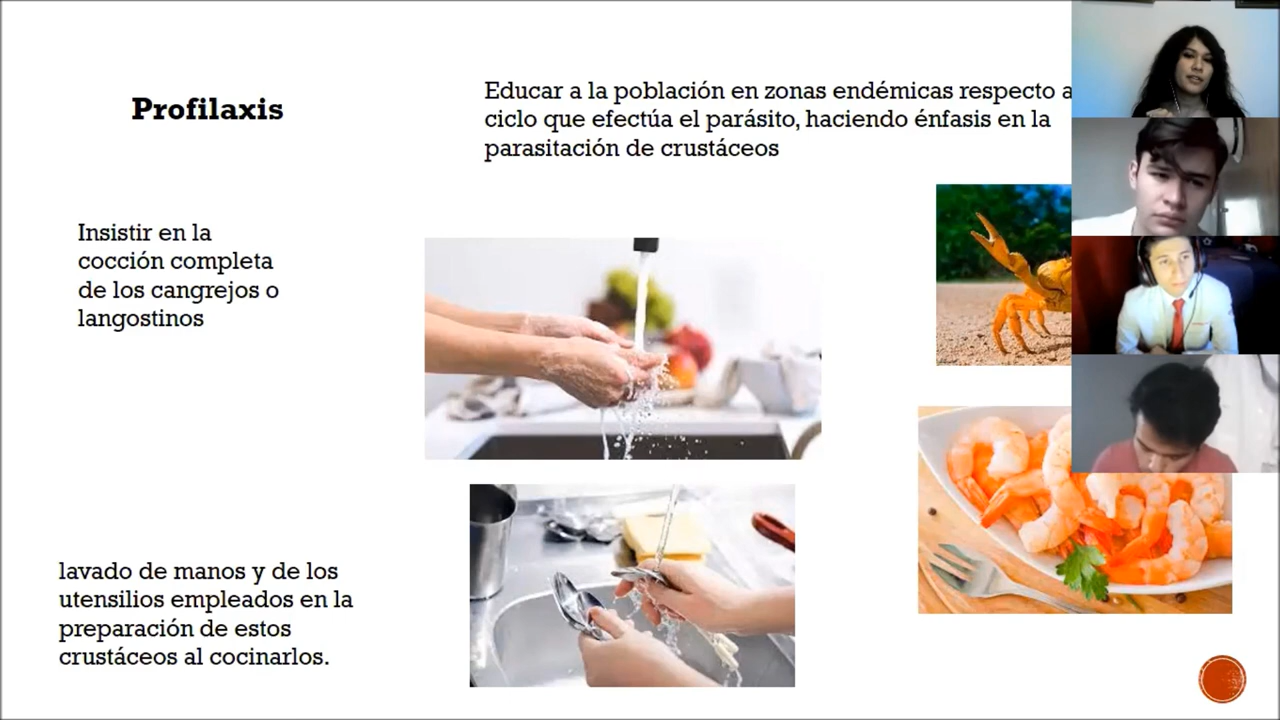 Profilaxis
Educar a la población en zonas endémicas respecto a
ciclo que efectúa el parásito, haciendo énfasis en la
parasitación de crustáceos
Insistir en la
cocción completa
de los cangrejos o
langostinos
lavado de manos y de los
utensilios empleados en la
preparación de estos
crustáceos al cocinarlos.